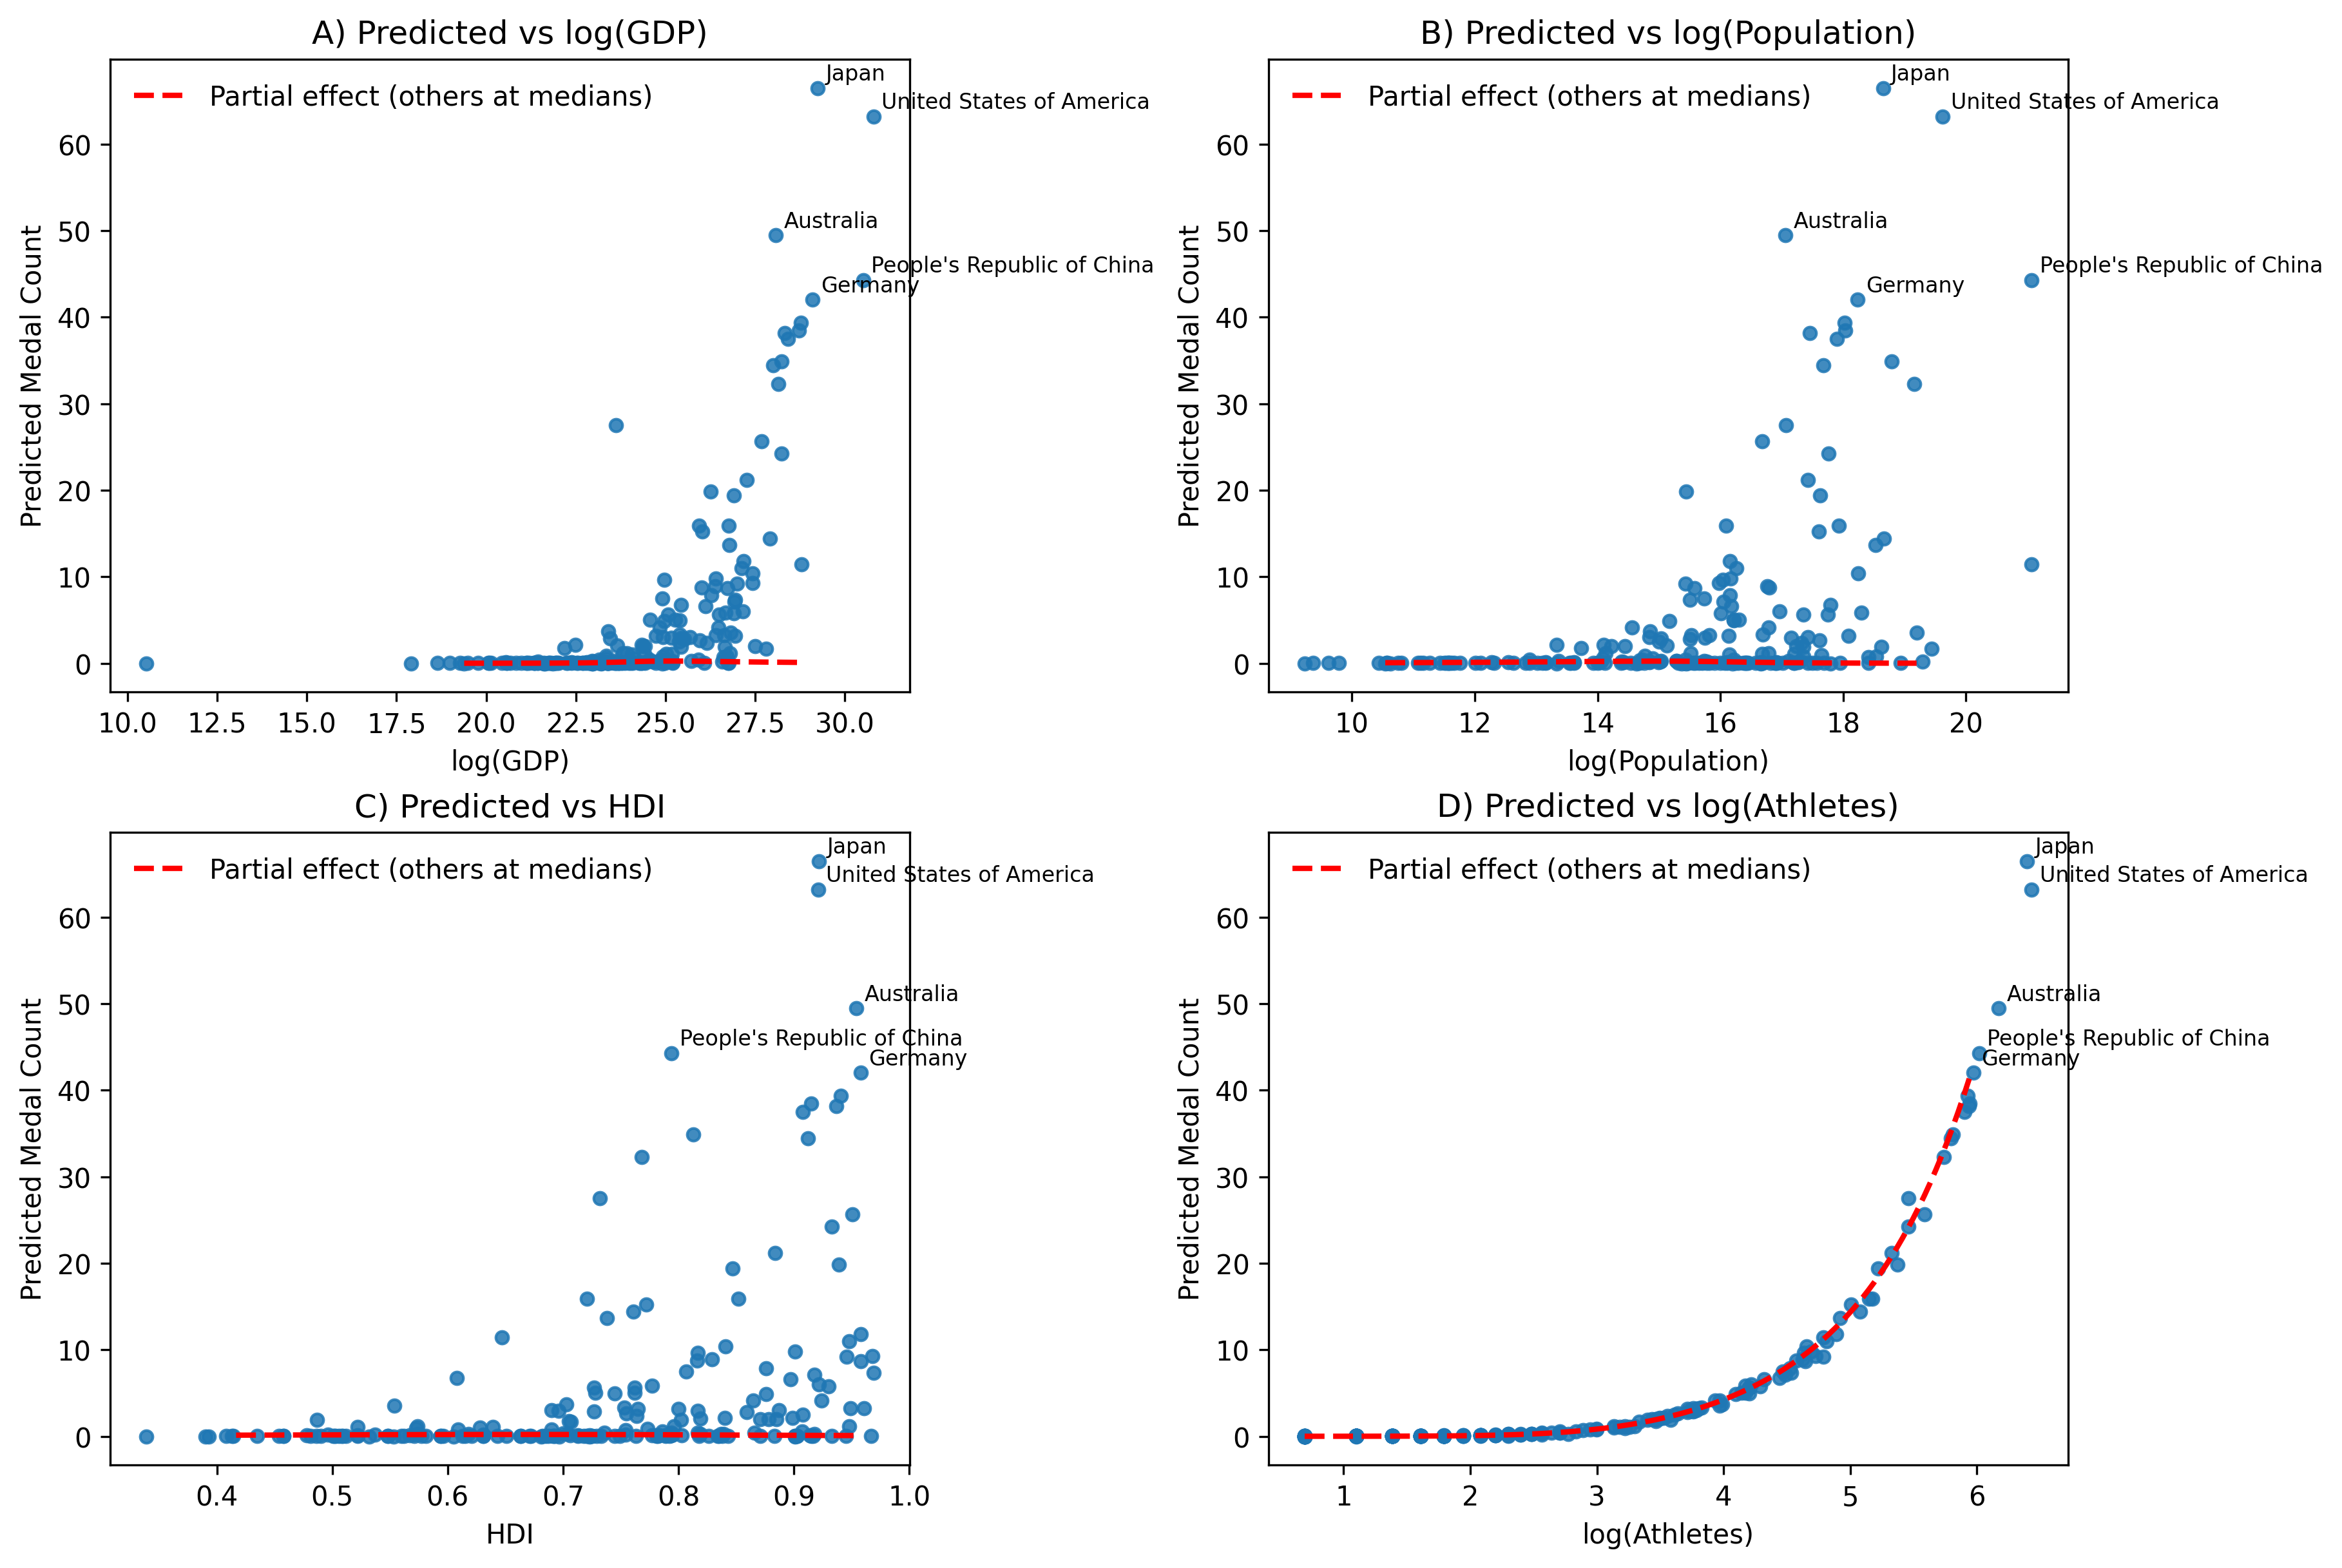 A) Predicted vs log(GDP)
Partial effect (others at medians)
Japan
United States of America
Australia
People's Republic of China
Germany
Predicted Medal Count
60
50
40
30
20
10
0
10.0 12.5 15.0 17.5 20.0 22.5 25.0 27.5 30.0
log(GDP)
B) Predicted vs log(Population)
Partial effect (others at medians)
Japan
United States of America
Australia
People's Republic of China
Germany
Predicted Medal Count
60
50
40
30
20
10
0
10 12 14 16 18 20
log(Population)
C) Predicted vs HDI
Partial effect (others at medians)
Japan
United States of America
Australia
People's Republic of China
Germany
Predicted Medal Count
60
50
40
30
20
10
0
0.4 0.5 0.6 0.7 0.8 0.9 1.0
HDI
D) Predicted vs log(Athletes)
Partial effect (others at medians)
Japan
United States of America
Australia
People's Republic of China
Germany
Predicted Medal Count
60
50
40
30
20
10
0
1 2 3 4 5 6
log(Athletes)